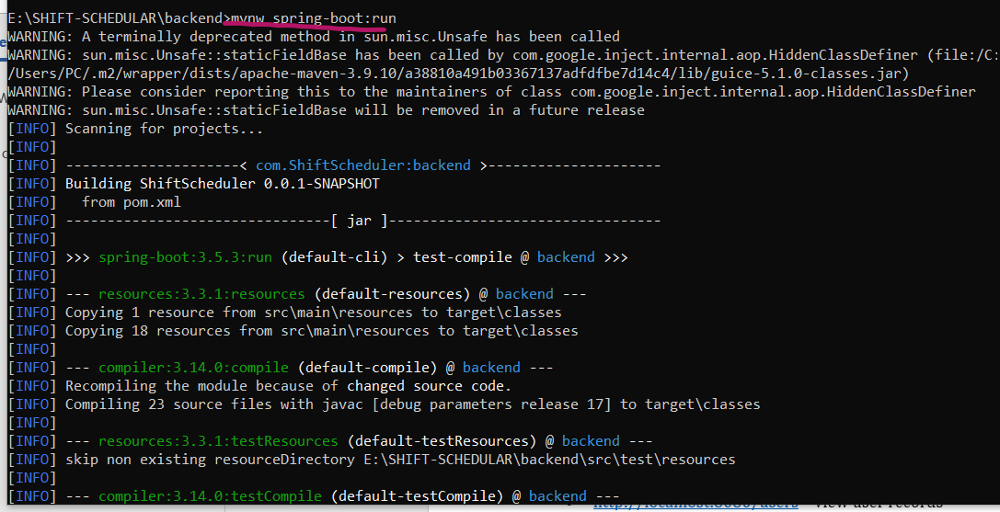 E:\SHIFT-SCHEDULAR\backend>mvnw spring-boot:run
WARNING: A terminally deprecated method in sun.misc.Unsafe has been called
WARNING: sun.misc.Unsafe::staticFieldBase has been called by com.google.inject.internal.aop.HiddenClassDefiner (file:/C:
/Users/PC/.m2/wrapper/dists/apache-maven-3.9.10/a38810a491b03367137adfdfbe7d14c4/lib/guice-5.1.0-classes.jar)
WARNING: Please consider reporting this to the maintainers of class com.google.inject.internal.aop.HiddenClassDefiner
WARNING: sun.misc.Unsafe::staticFieldBase will be removed in a future release
[INFO] Scanning for projects...
[INFO]
[INFO] ---------------------< com.ShiftScheduler:backend >---------------------
[INFO] Building ShiftScheduler 0.0.1-SNAPSHOT
[INFO]   from pom.xml
[INFO] --------------------------------[ jar ]---------------------------------
[INFO]
[INFO] >>> spring-boot:3.5.3:run (default-cli) > test-compile @ backend >>>
[INFO]
[INFO] --- resources:3.3.1:resources (default-resources) @ backend ---
[INFO] Copying 1 resource from src\main\resources to target\classes
[INFO] Copying 18 resources from src\main\resources to target\classes
[INFO]
[INFO] --- compiler:3.14.0:compile (default-compile) @ backend ---
[INFO] Recompiling the module because of changed source code.
[INFO] Compiling 23 source files with javac [debug parameters release 17] to target\classes
[INFO]
[INFO] --- resources:3.3.1:testResources (default-testResources) @ backend ---
[INFO] skip non existing resourceDirectory E:\SHIFT-SCHEDULAR\backend\src\test\resources
[INFO]
[INFO] --- compiler:3.14.0:testCompile (default-testCompile) @ backend ---